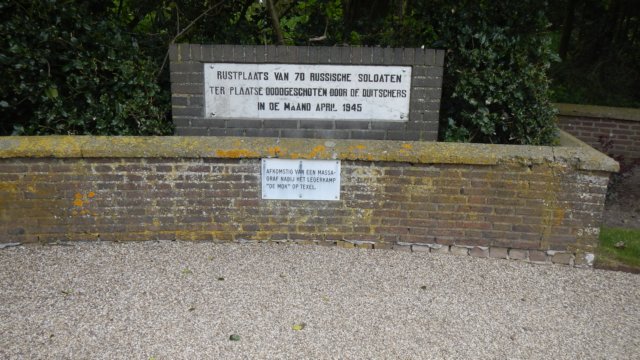 RUSTPLAATS VAN 70 RUSSISCHE SOLDATEN
TER PLAATSE DOODGESCHOTEN DOOR DE DUITSCHERS
IN DE MAAND APRIL 1945
AFKOMSTIG VAN EEN MASSA-
GRAF NABIJ HET LEGERKAMP
"DE MOK" OP TEXEL.